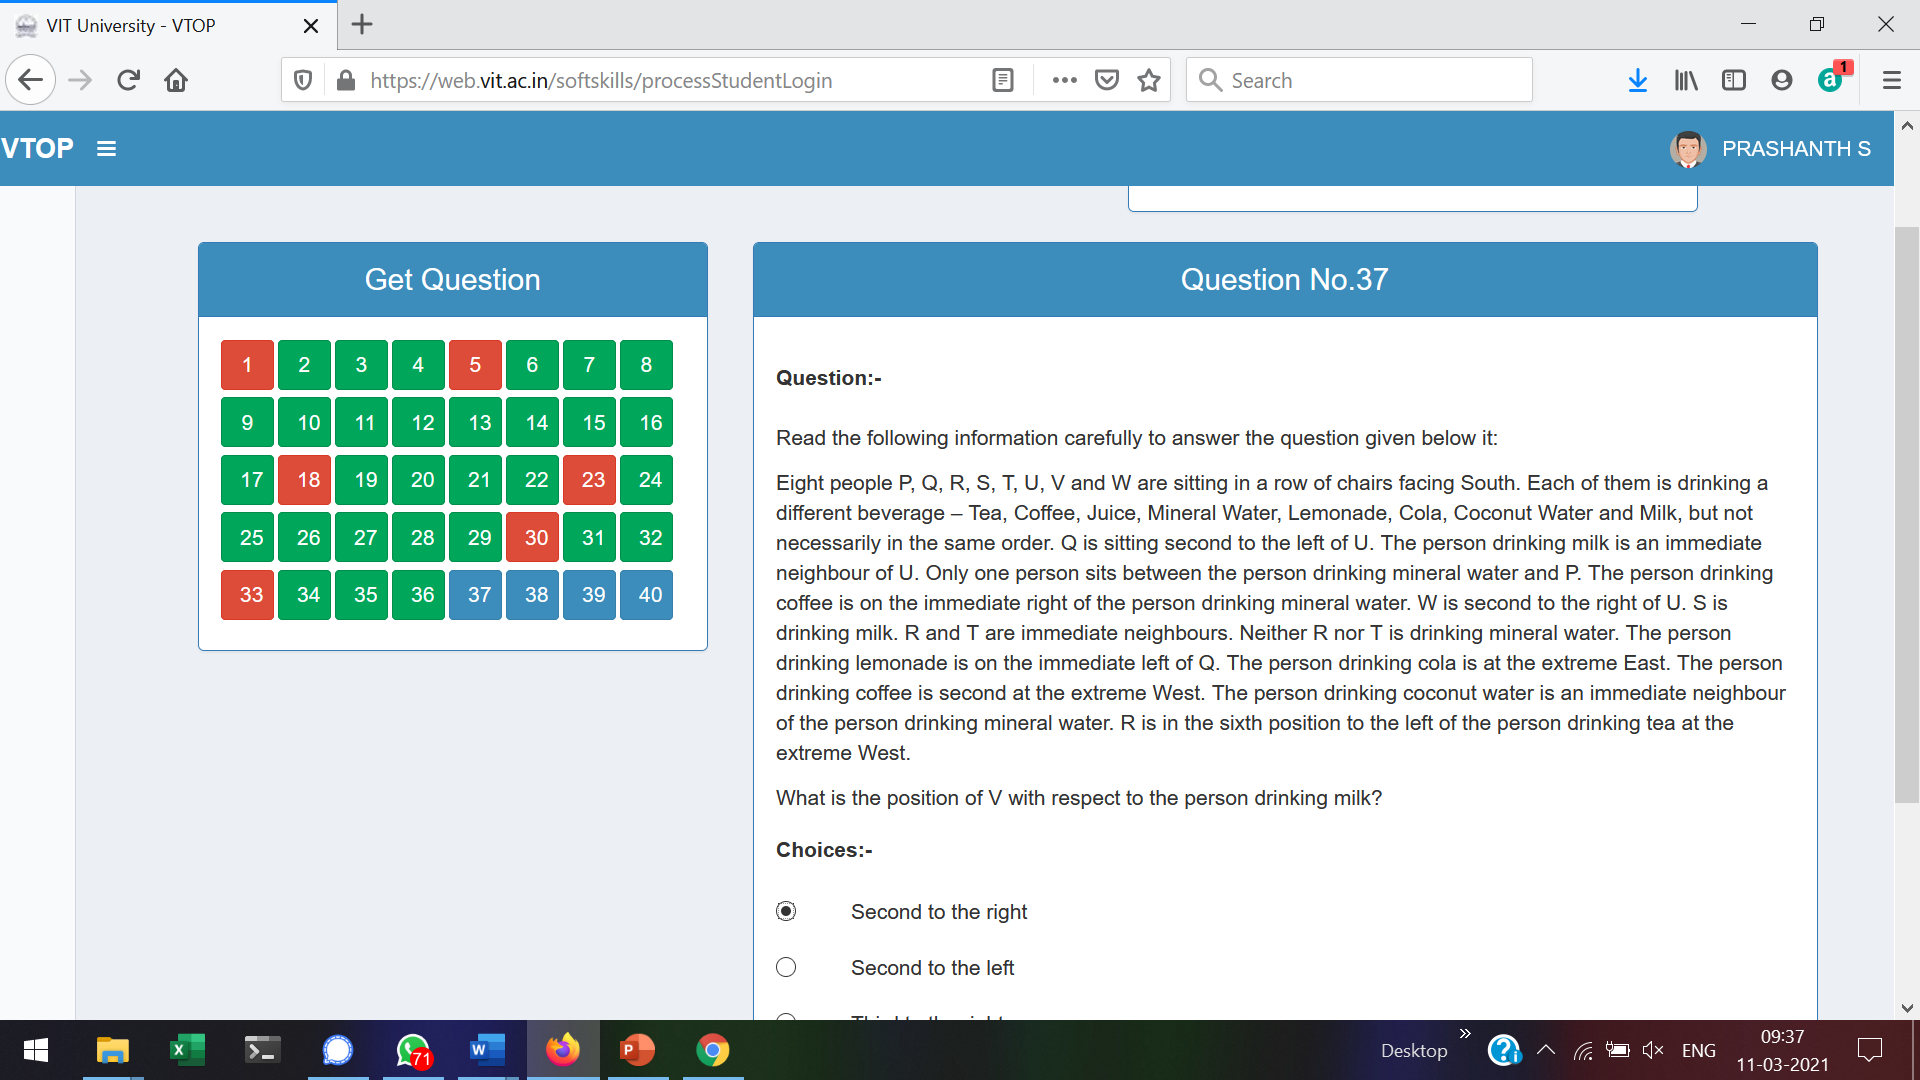 VIT University - VTOP
https://web.vit.ac.in/softskills/processStudentLogin
Search
1
VTOP
PRASHANTH S
Get Question
1 2 3 4 5 6 7 8
9 10 11 12 13 14 15 16
17 18 19 20 21 22 23 24
25 26 27 28 29 30 31 32
33 34 35 36 37 38 39 40
Question No.37
Question:-
Read the following information carefully to answer the question given below it:
Eight people P, Q, R, S, T, U, V and W are sitting in a row of chairs facing South. Each of them is drinking a
different beverage – Tea, Coffee, Juice, Mineral Water, Lemonade, Cola, Coconut Water and Milk, but not
necessarily in the same order. Q is sitting second to the left of U. The person drinking milk is an immediate
neighbour of U. Only one person sits between the person drinking mineral water and P. The person drinking
coffee is on the immediate right of the person drinking mineral water. W is second to the right of U. S is
drinking milk. R and T are immediate neighbours. Neither R nor T is drinking mineral water. The person
drinking lemonade is on the immediate left of Q. The person drinking cola is at the extreme East. The person
drinking coffee is second at the extreme West. The person drinking coconut water is an immediate neighbour
of the person drinking mineral water. R is in the sixth position to the left of the person drinking tea at the
extreme West.
What is the position of V with respect to the person drinking milk?
Choices:-
Second to the right
Second to the left
71
Desktop
ENG
09:37
11-03-2021